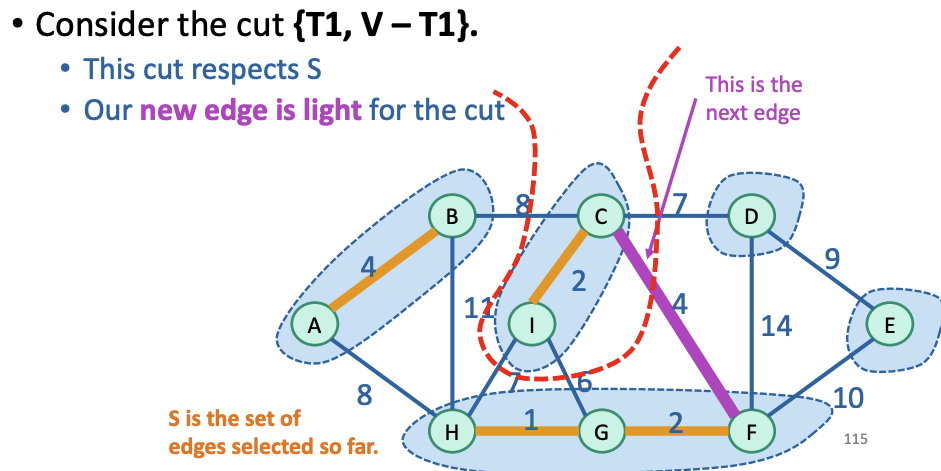 • Consider the cut {T1, V – T1}.
• This cut respects S
• Our new edge is light for the cut
This is the
next edge
B
8
C
7
D
4
2
9
A
11
I
4
14
E
8
7
6
10
S is the set of
edges selected so far.
H
1
G
2
F
115